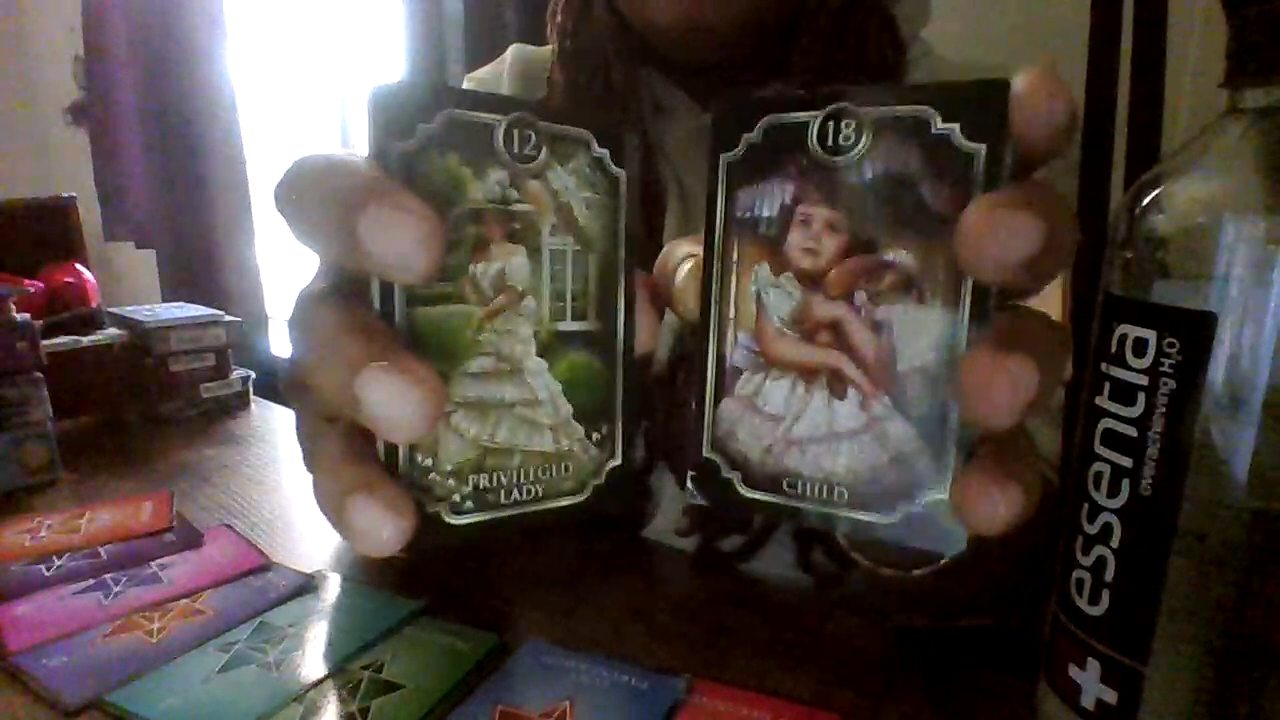 12
PRIVILEGED
LADY
18
CHILD
essentia
overachieving H₂O